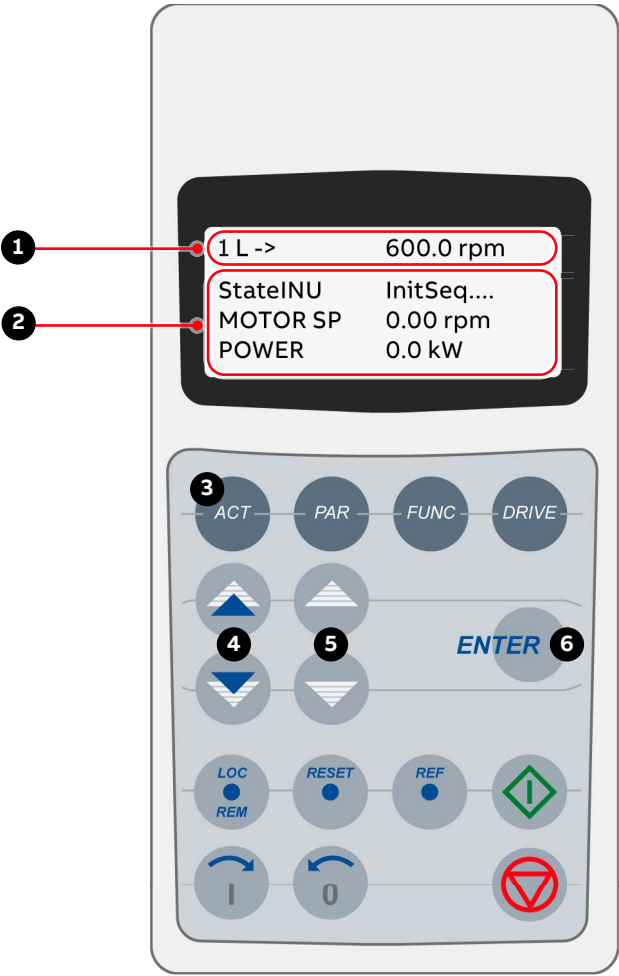 1 1 L -> 600.0 rpm
2 StateINU InitSeq....
MOTOR SP 0.00 rpm
POWER 0.0 kW
3
ACT PAR FUNC DRIVE
4 5 ENTER 6
LOC RESET REF
REM
I 0